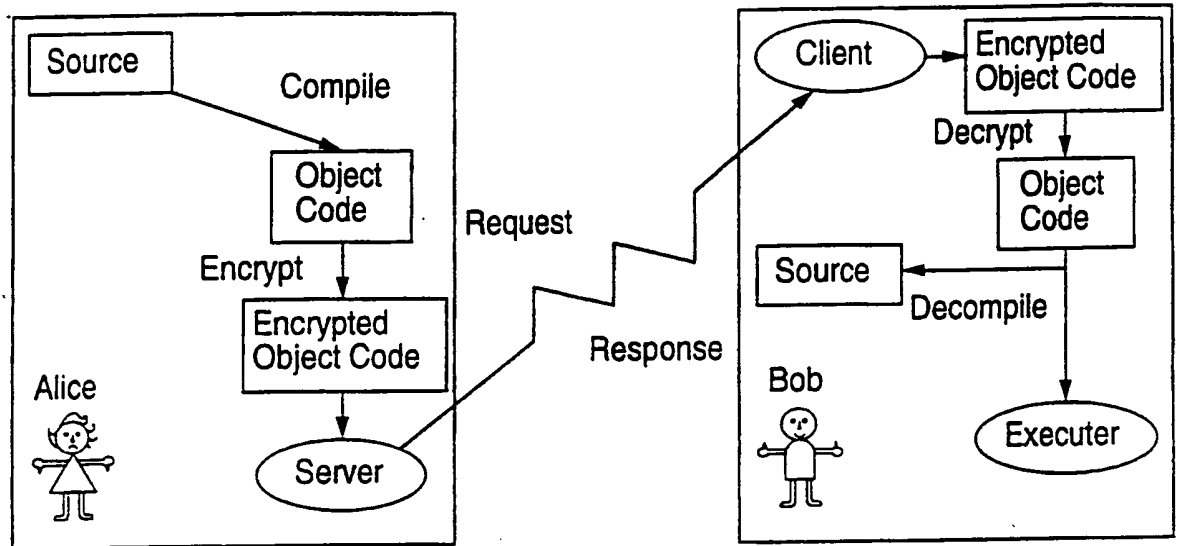 Source
Compile
Object
Code
Encrypt
Encrypted
Object Code
Server
Alice
Request
Response
Client
Encrypted
Object Code
Decrypt
Object
Code
Source
Decompile
Bob
Executer